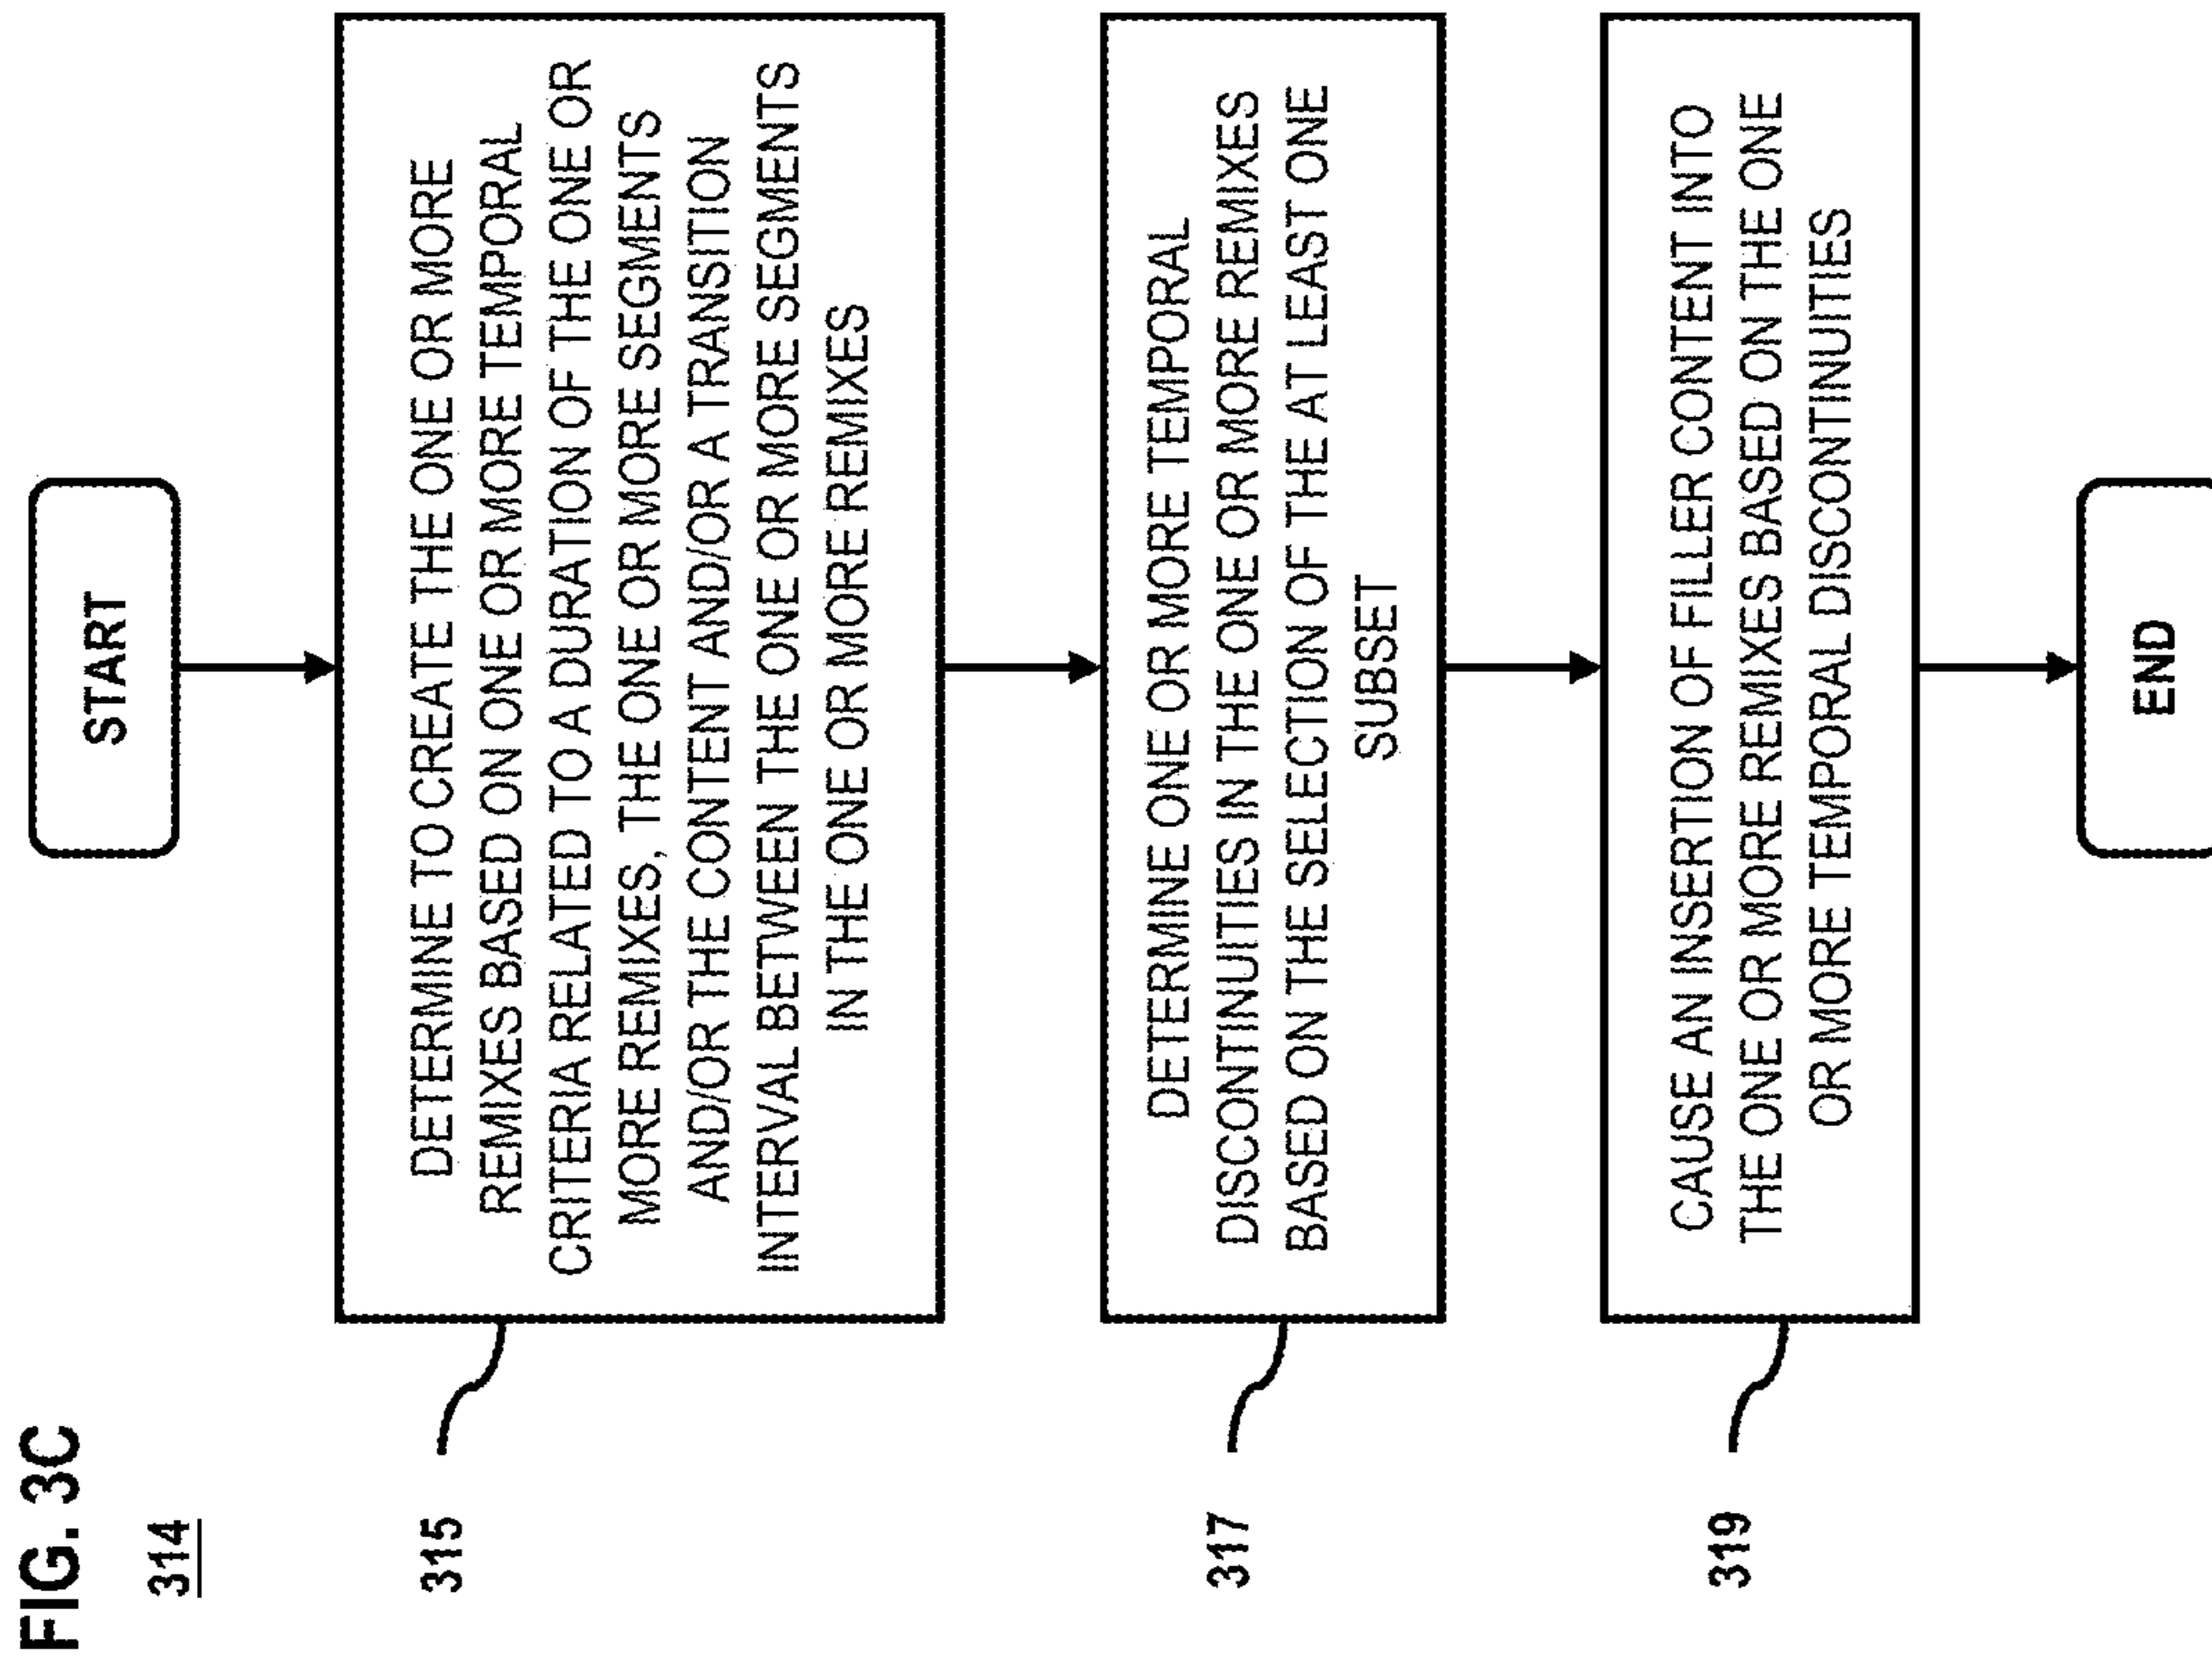 FIG. 3C
314
START
315
DETERMINE TO CREATE THE ONE OR MORE
REMIXES BASED ON ONE OR MORE TEMPORAL
CRITERIA RELATED TO A DURATION OF THE ONE OR
MORE REMIXES, THE ONE OR MORE SEGMENTS
AND/OR THE CONTENT AND/OR A TRANSITION
INTERVAL BETWEEN THE ONE OR MORE SEGMENTS
IN THE ONE OR MORE REMIXES
317
DETERMINE ONE OR MORE TEMPORAL
DISCONTINUITIES IN THE ONE OR MORE REMIXES
BASED ON THE SELECTION OF THE AT LEAST ONE
SUBSET
319
CAUSE AN INSERTION OF FILLER CONTENT INTO
THE ONE OR MORE REMIXES BASED ON THE ONE
OR MORE TEMPORAL DISCONTINUITIES
END